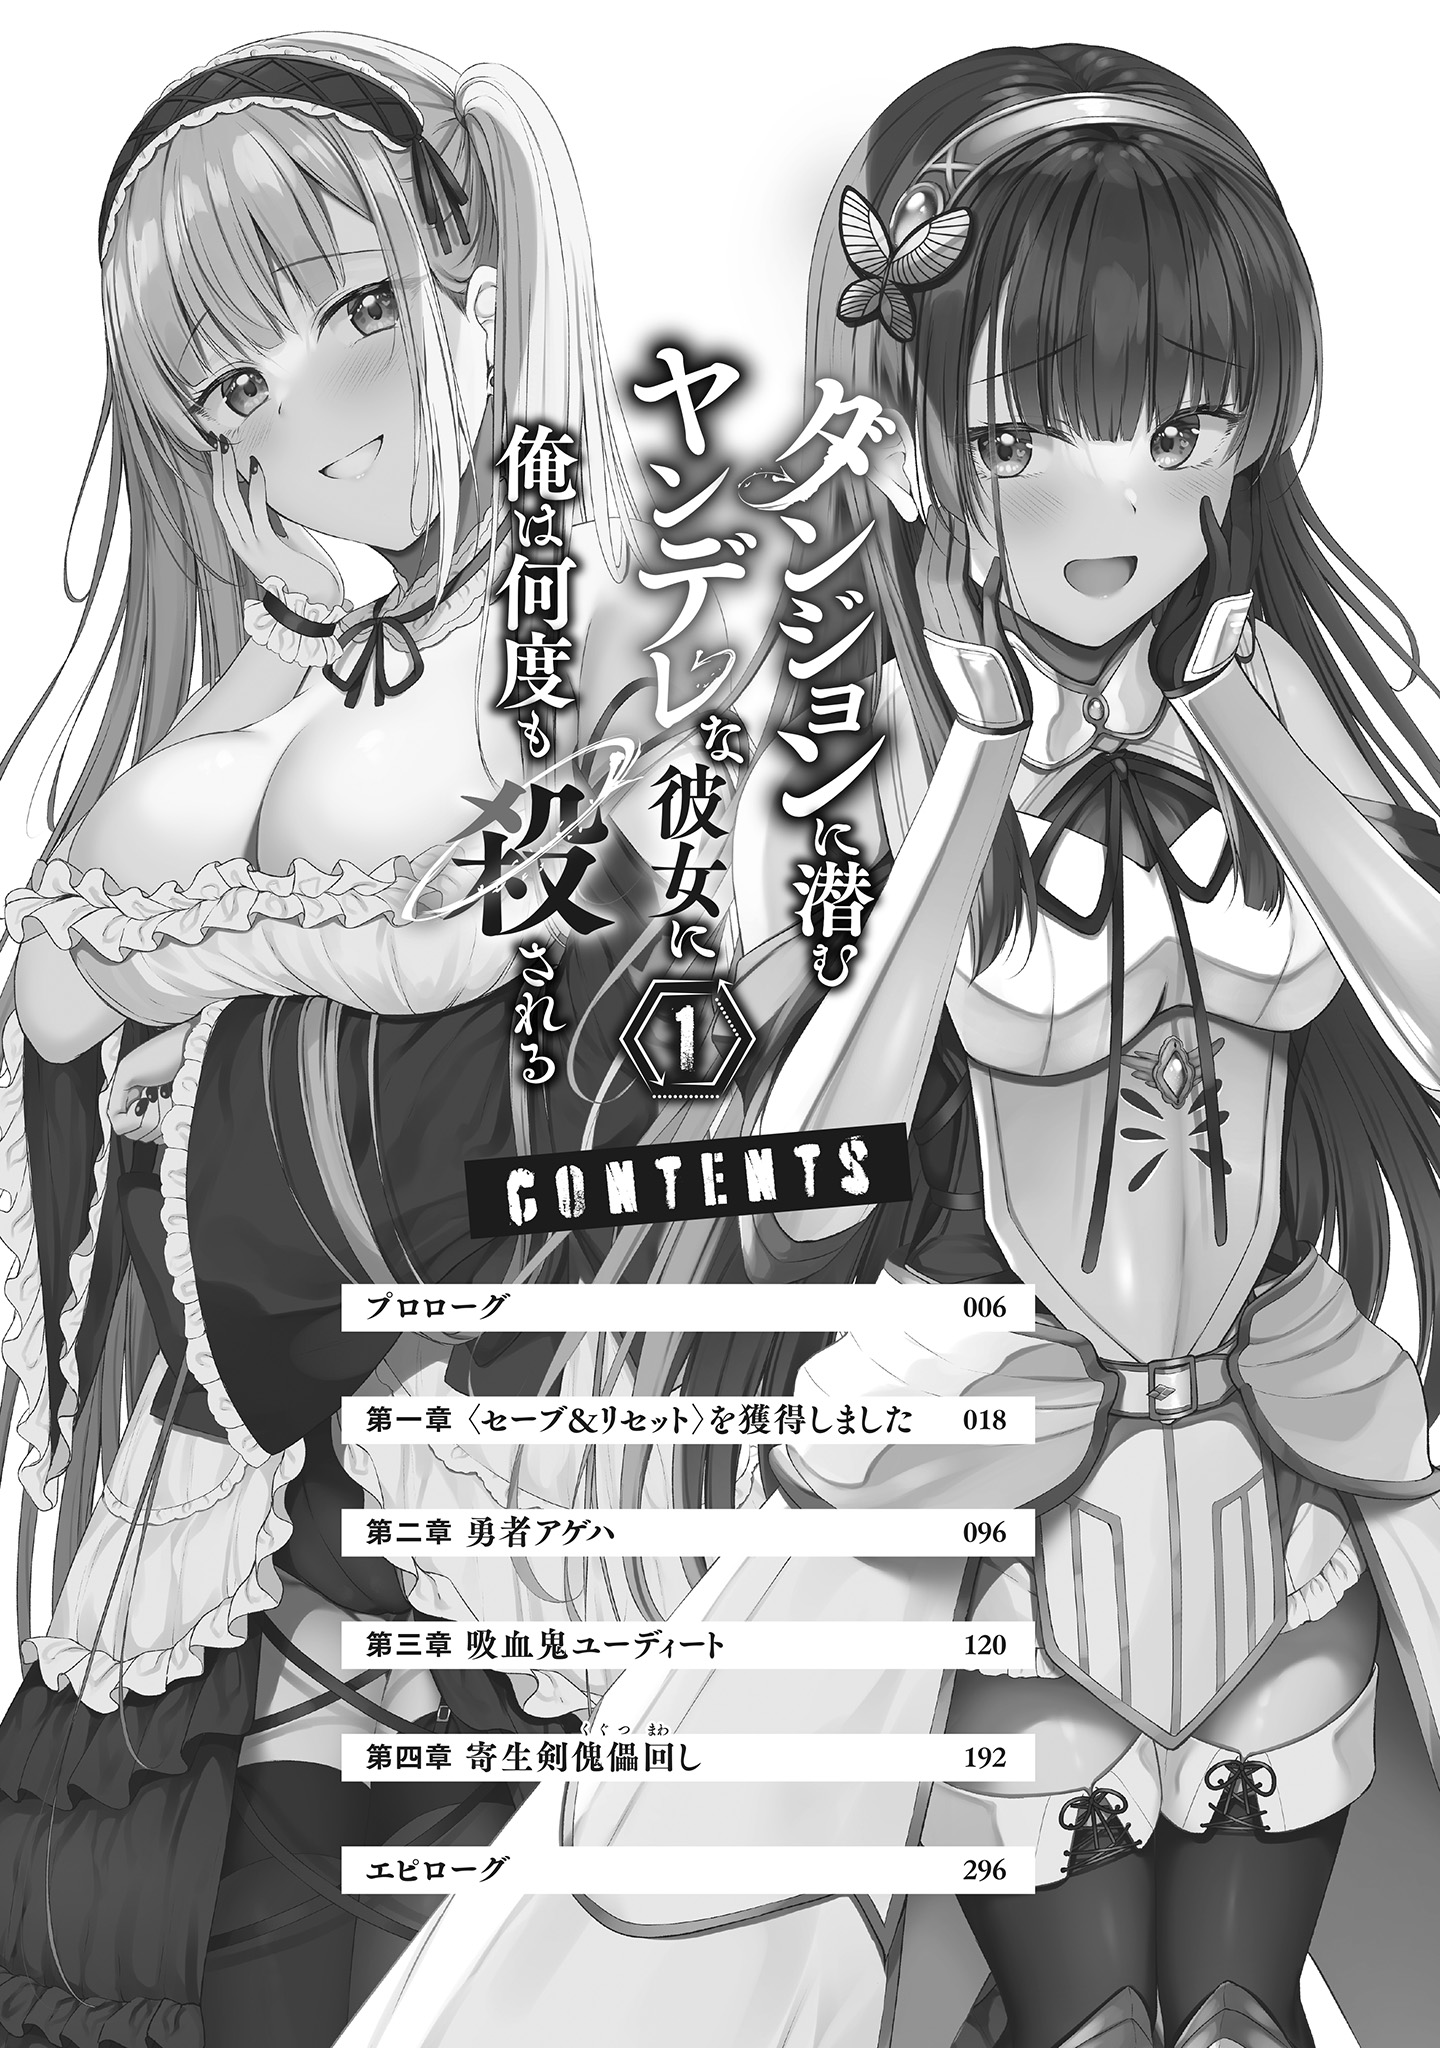 ダンジョンに潜む
ヤンデレな彼女に
俺は何度も殺される
1
CONTENTS
プロローグ 006
第一章 〈セーブ&リセット〉を獲得しました 018
第二章 勇者アゲハ 096
第三章 吸血鬼ユーディート 120
くぐつ まわ
第四章 寄生剣傀儡回し 192
エピローグ 296